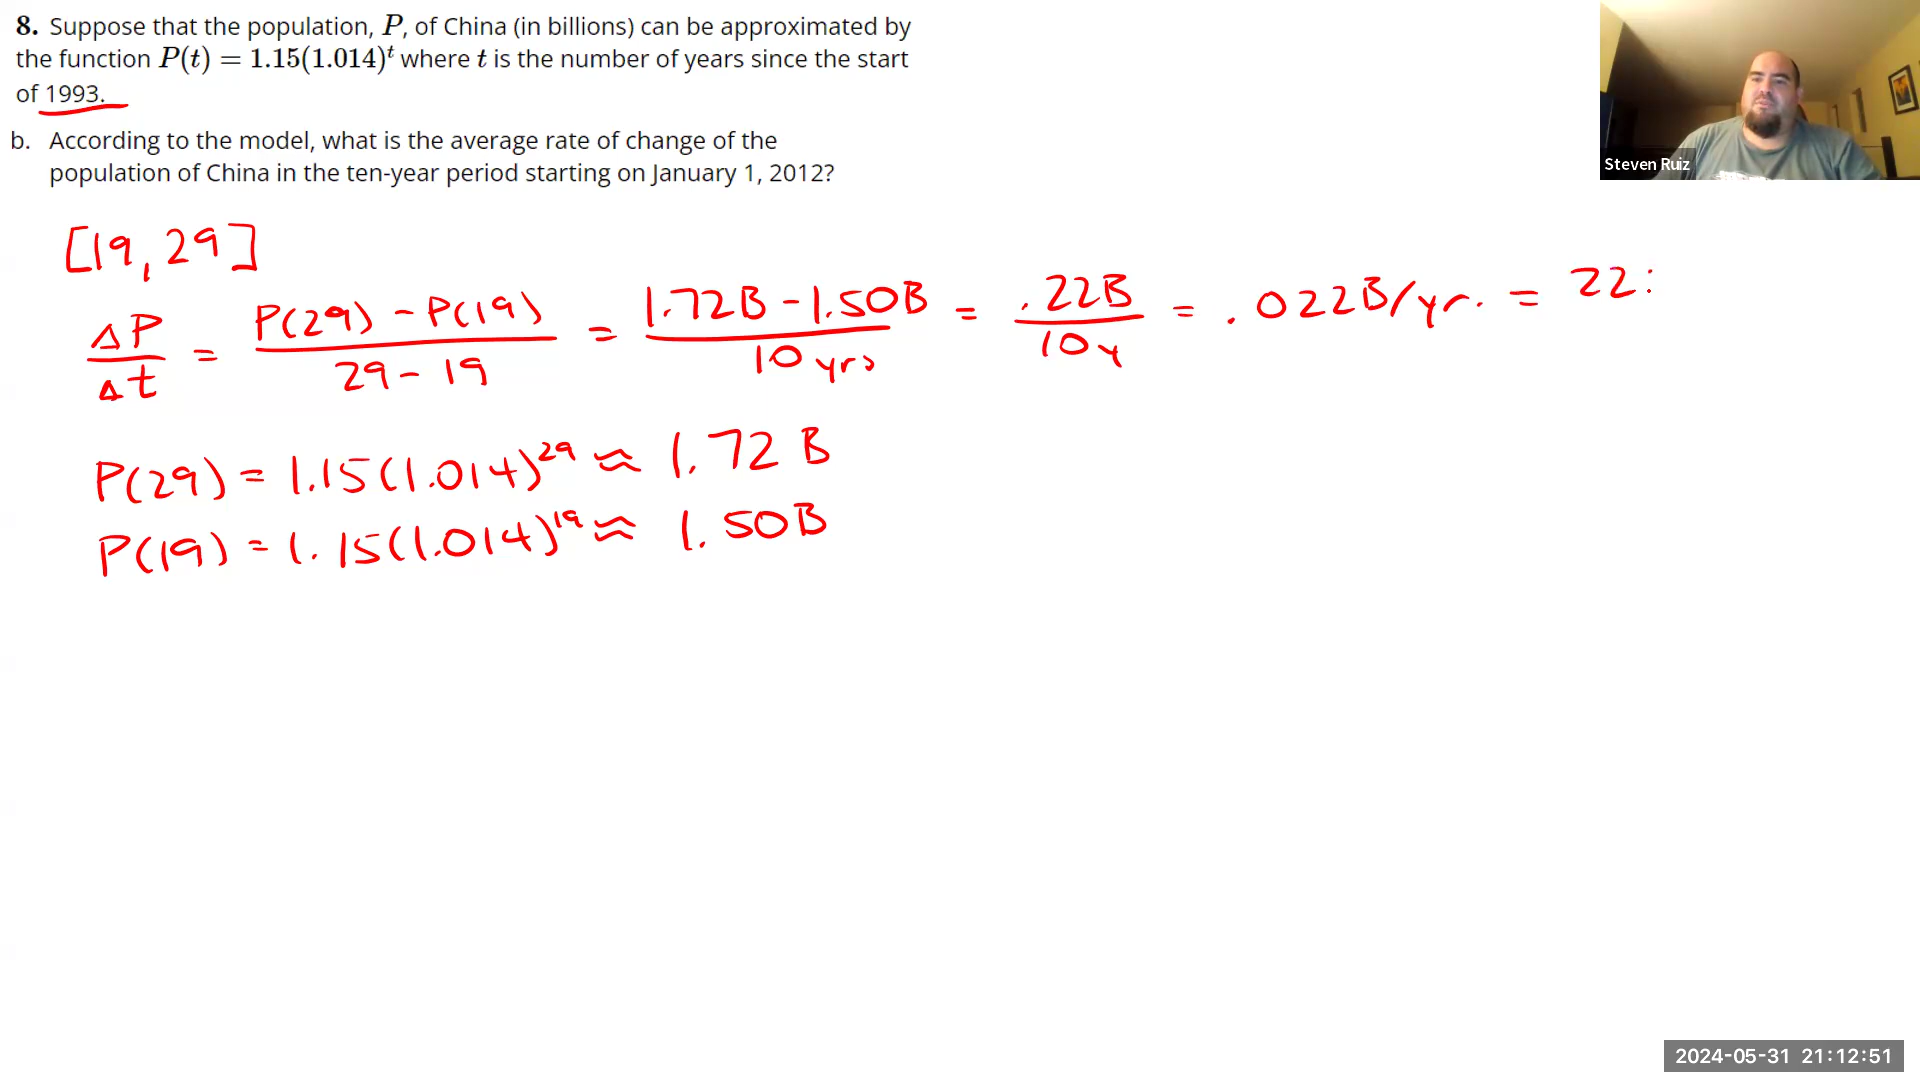 8. Suppose that the population, P, of China (in billions) can be approximated by
the function P(t) = 1.15(1.014)^t where t is the number of years since the start
of 1993.
b. According to the model, what is the average rate of change of the
population of China in the ten-year period starting on January 1, 2012?
Steven Ruiz
[19, 29]
ΔP/Δt = (P(29) - P(19))/(29 - 19) = (1.72B - 1.50B)/(10 yrs) = .22B/10y = .022B/yr. = 22:
P(29) = 1.15(1.014)^29 ≈ 1.72 B
P(19) = 1.15(1.014)^19 ≈ 1.50B
2024-05-31 21:12:51